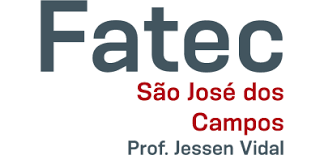 Fatec
São José dos
Campos
Prof. Jessen Vidal